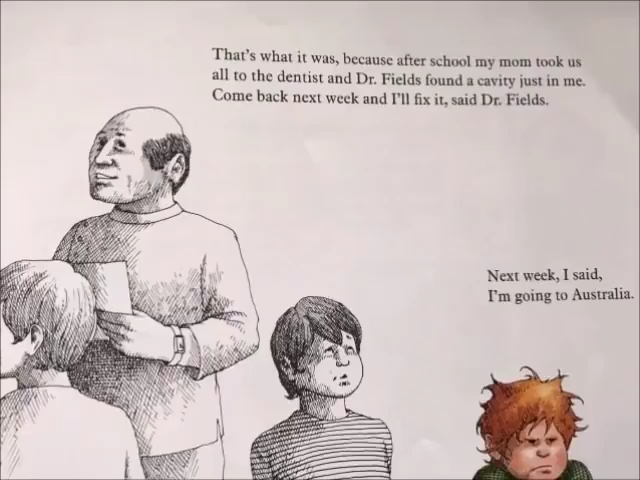 That's what it was, because after school my mom took us
all to the dentist and Dr. Fields found a cavity just in me.
Come back next week and I'll fix it, said Dr. Fields.
Next week, I said,
I'm going to Australia.